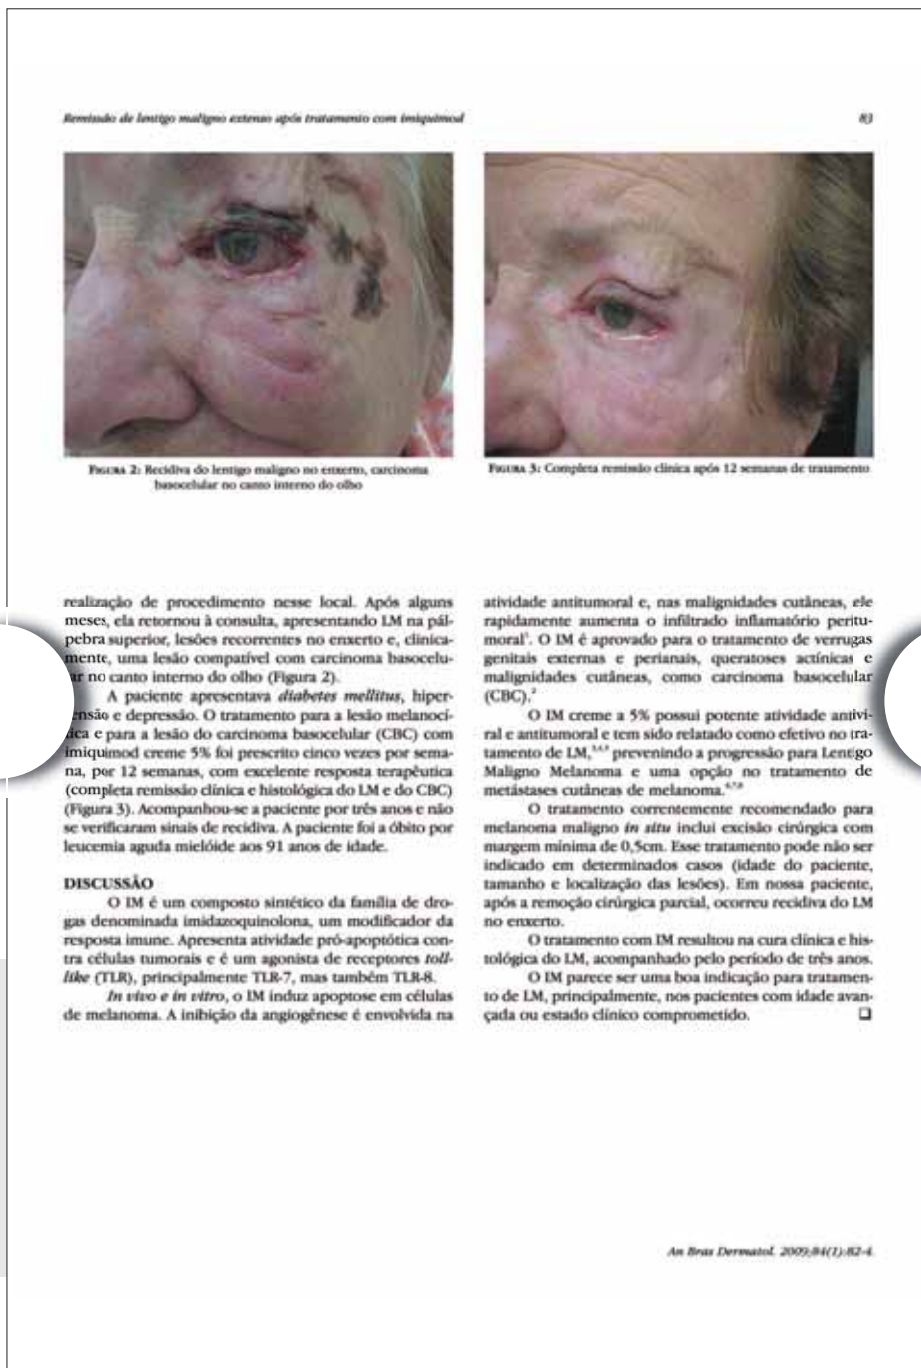 Remissão de lentigo maligno extenso após tratamento com imiquimod
83
FIGURA 2: Recidiva do lentigo maligno no enxerto, carcinoma
basocelular no canto interno do olho
FIGURA 3: Completa remissão clínica após 12 semanas de tratamento
realização de procedimento nesse local. Após alguns
meses, ela retornou à consulta, apresentando LM na pál-
pebra superior, lesões recorrentes no enxerto e, clinica-
mente, uma lesão compatível com carcinoma basocelu-
ar no canto interno do olho (Figura 2).
A paciente apresentava diabetes mellitus, hiper-
ensão e depressão. O tratamento para a lesão melanocí-
ica e para a lesão do carcinoma basocelular (CBC) com
imiquimod creme 5% foi prescrito cinco vezes por sema-
na, por 12 semanas, com excelente resposta terapêutica
(completa remissão clínica e histológica do LM e do CBC)
(Figura 3). Acompanhou-se a paciente por três anos e não
se verificaram sinais de recidiva. A paciente foi a óbito por
leucemia aguda mielóide aos 91 anos de idade.
DISCUSSÃO
O IM é um composto sintético da família de dro-
gas denominada imidazoquinolona, um modificador da
resposta imune. Apresenta atividade pró-apoptótica con-
tra células tumorais e é um agonista de receptores toll-
like (TLR), principalmente TLR-7, mas também TLR-8.
In vivo e in vitro, o IM induz apoptose em células
de melanoma. A inibição da angiogênese é envolvida na
atividade antitumoral e, nas malignidades cutâneas, ele
rapidamente aumenta o infiltrado inflamatório peritu-
moral¹. O IM é aprovado para o tratamento de verrugas
genitais externas e perianais, queratoses actínicas e
malignidades cutâneas, como carcinoma basocelular
(CBC).²
O IM creme a 5% possui potente atividade antivi-
ral e antitumoral e tem sido relatado como efetivo no tra-
tamento de LM, prevenindo a progressão para Lentigo
Maligno Melanoma e uma opção no tratamento de
metástases cutâneas de melanoma.
O tratamento correntemente recomendado para
melanoma maligno in situ inclui excisão cirúrgica com
margem mínima de 0,5cm. Esse tratamento pode não ser
indicado em determinados casos (idade do paciente,
tamanho e localização das lesões). Em nossa paciente,
após a remoção cirúrgica parcial, ocorreu recidiva do LM
no enxerto.
O tratamento com IM resultou na cura clínica e his-
tológica do LM, acompanhado pelo período de três anos.
O IM parece ser uma boa indicação para tratamen-
to de LM, principalmente, nos pacientes com idade avan-
çada ou estado clínico comprometido.
An Bras Dermatol. 2009;84(1):82-4.